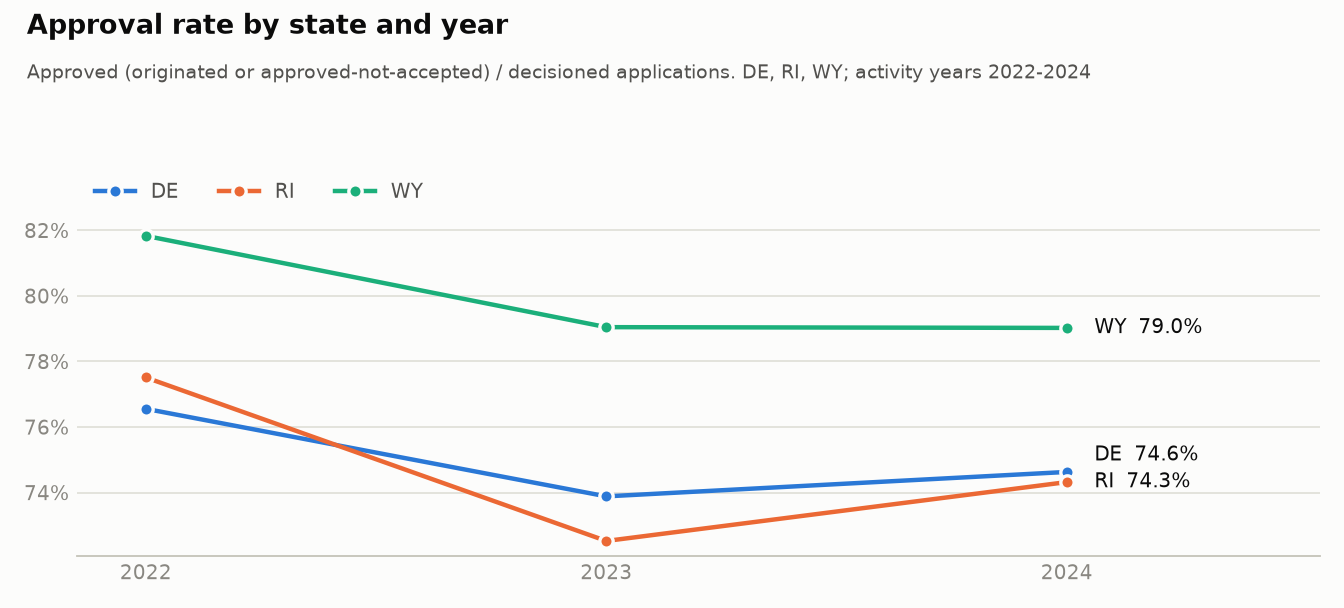 Approval rate by state and year
Approved (originated or approved-not-accepted) / decisioned applications. DE, RI, WY; activity years 2022-2024
DE RI WY
82%
80%
78%
76%
74%
WY 79.0%
DE 74.6%
RI 74.3%
2022 2023 2024